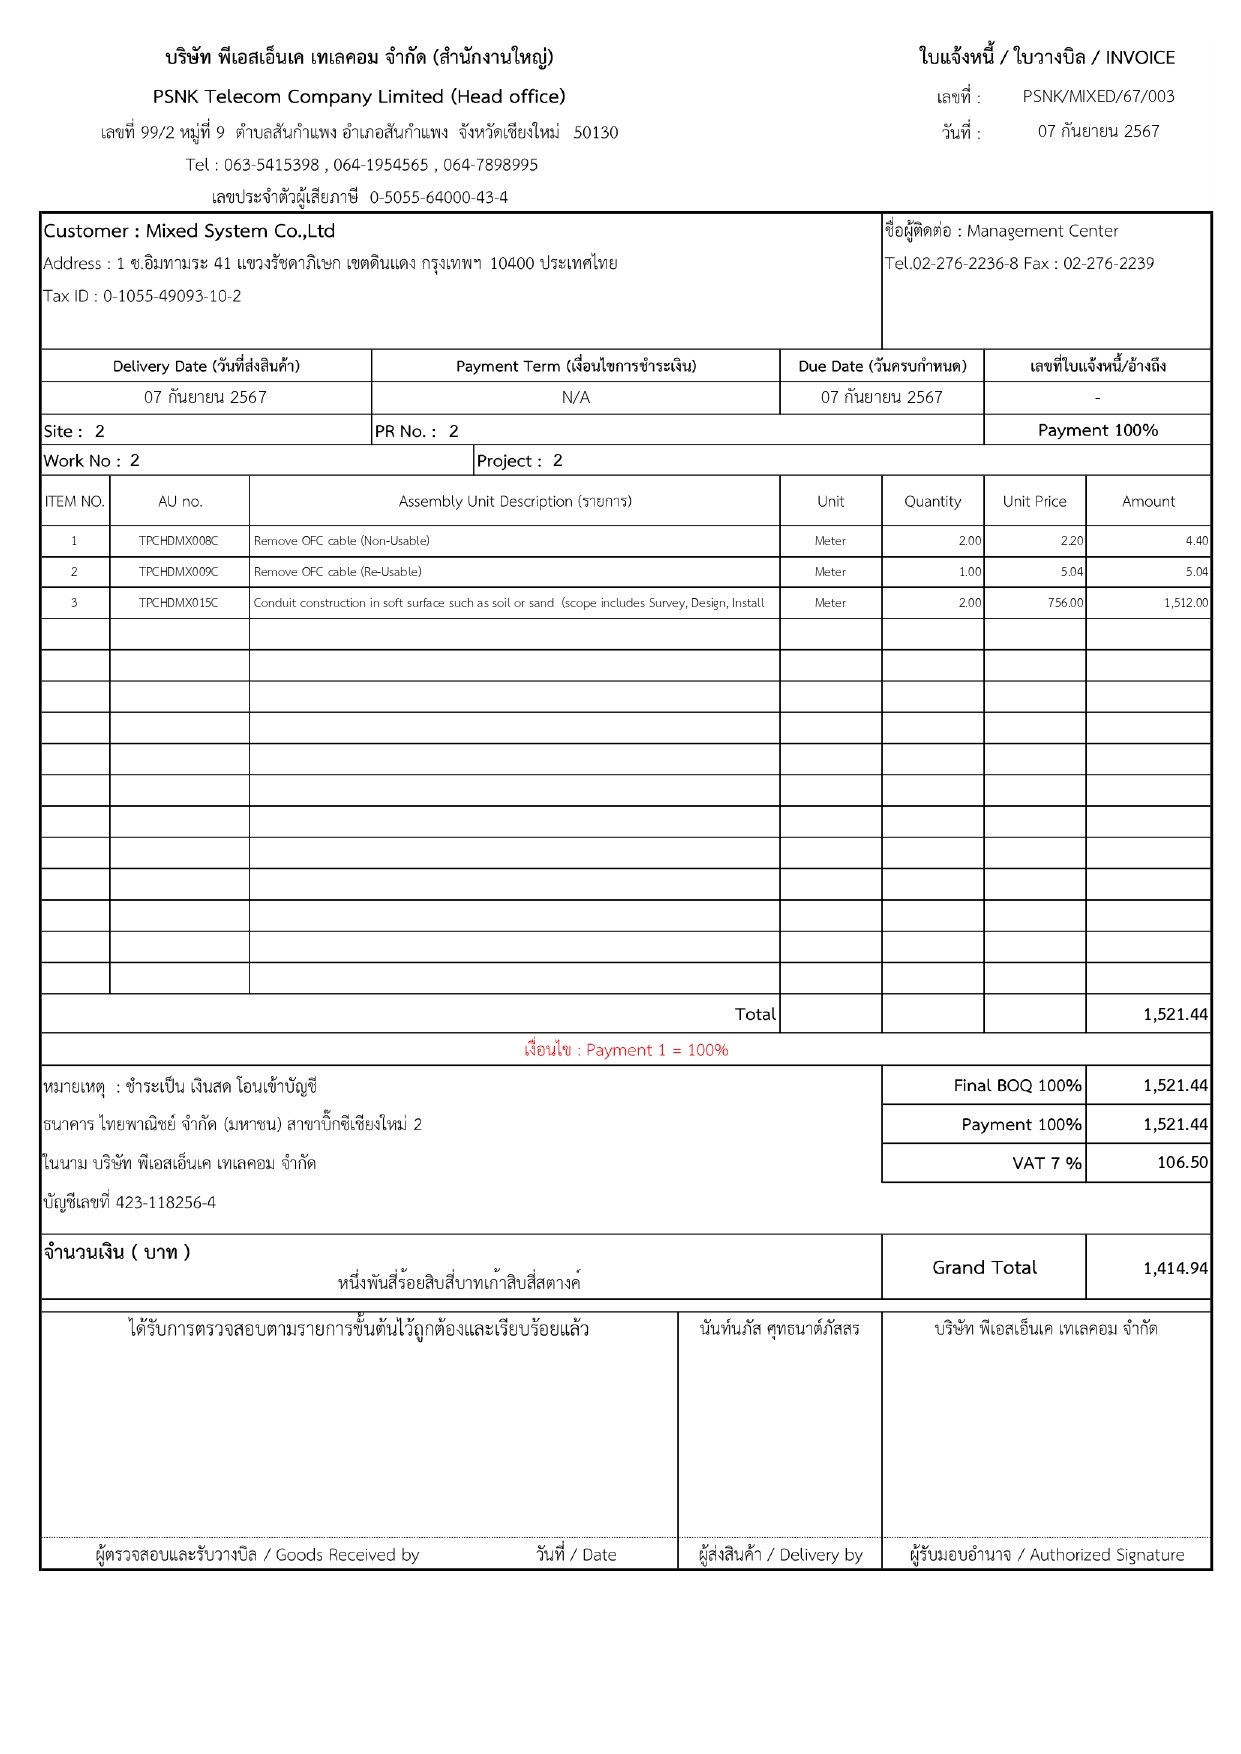 บริษัท พีเอสเอ็นเค เทเลคอม จำกัด (สำนักงานใหญ่)
ใบแจ้งหนี้ / ใบวางบิล / INVOICE
PSNK Telecom Company Limited (Head office)
เลขที่ : PSNK/MIXED/67/003
เลขที่ 99/2 หมู่ที่ 9 ตำบลสันกำแพง อำเภอสันกำแพง จังหวัดเชียงใหม่ 50130
วันที่ : 07 กันยายน 2567
Tel : 063-5415398 , 064-1954565 , 064-7898995
เลขประจำตัวผู้เสียภาษี 0-5055-64000-43-4
Customer : Mixed System Co.,Ltd
ชื่อผู้ติดต่อ : Management Center
Address : 1 ซ.อิมทามระ 41 แขวงรัชดาภิเษก เขตดินแดง กรุงเทพฯ 10400 ประเทศไทย
Tel.02-276-2236-8 Fax : 02-276-2239
Tax ID : 0-1055-49093-10-2
Delivery Date (วันที่ส่งสินค้า) Payment Term (เงื่อนไขการชำระเงิน) Due Date (วันครบกำหนด) เลขที่ใบแจ้งหนี้/อ้างถึง
07 กันยายน 2567 N/A 07 กันยายน 2567 -
Site : 2 PR No. : 2 Payment 100%
Work No : 2 Project : 2
ITEM NO. AU no. Assembly Unit Description (รายการ) Unit Quantity Unit Price Amount
1 TPCHDMX008C Remove OFC cable (Non-Usable) Meter 2.00 2.20 4.40
2 TPCHDMX009C Remove OFC cable (Re-Usable) Meter 1.00 5.04 5.04
3 TPCHDMX015C Conduit construction in soft surface such as soil or sand (scope includes Survey, Design, Install Meter 2.00 756.00 1,512.00
Total 1,521.44
เงื่อนไข : Payment 1 = 100%
หมายเหตุ : ชำระเป็น เงินสด โอนเข้าบัญชี Final BOQ 100% 1,521.44
ธนาคาร ไทยพาณิชย์ จำกัด (มหาชน) สาขาบิ๊กซีเชียงใหม่ 2 Payment 100% 1,521.44
ในนาม บริษัท พีเอสเอ็นเค เทเลคอม จำกัด VAT 7 % 106.50
บัญชีเลขที่ 423-118256-4
จำนวนเงิน ( บาท )
หนึ่งพันสี่ร้อยสิบสี่บาทเก้าสิบสี่สตางค์ Grand Total 1,414.94
ได้รับการตรวจสอบตามรายการขั้นต้นไว้ถูกต้องและเรียบร้อยแล้ว นันท์นภัส ศุทธนาต์ภัสสร บริษัท พีเอสเอ็นเค เทเลคอม จำกัด
ผู้ตรวจสอบและรับวางบิล / Goods Received by วันที่ / Date ผู้ส่งสินค้า / Delivery by ผู้รับมอบอำนาจ / Authorized Signature